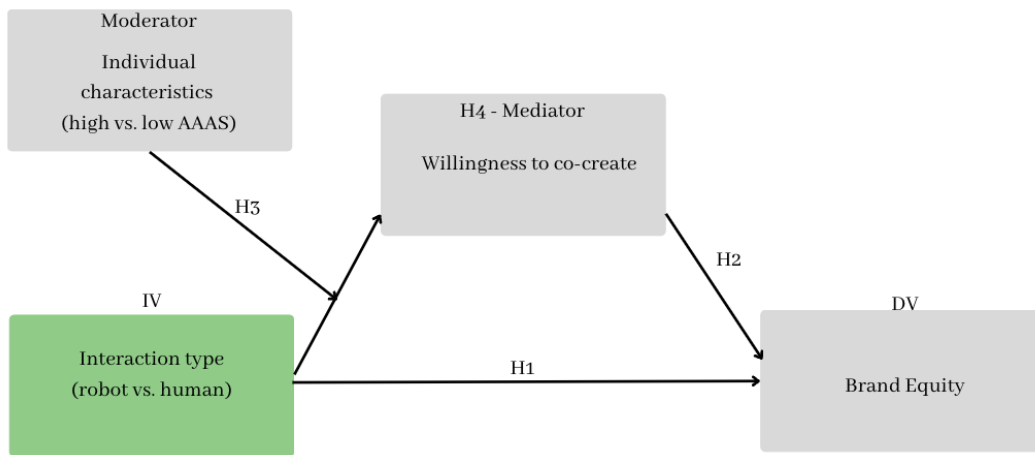 Moderator
Individual
characteristics
(high vs. low AAAS)
H4 - Mediator
Willingness to co-create
H3
H2
IV
DV
Interaction type
(robot vs. human)
H1
Brand Equity